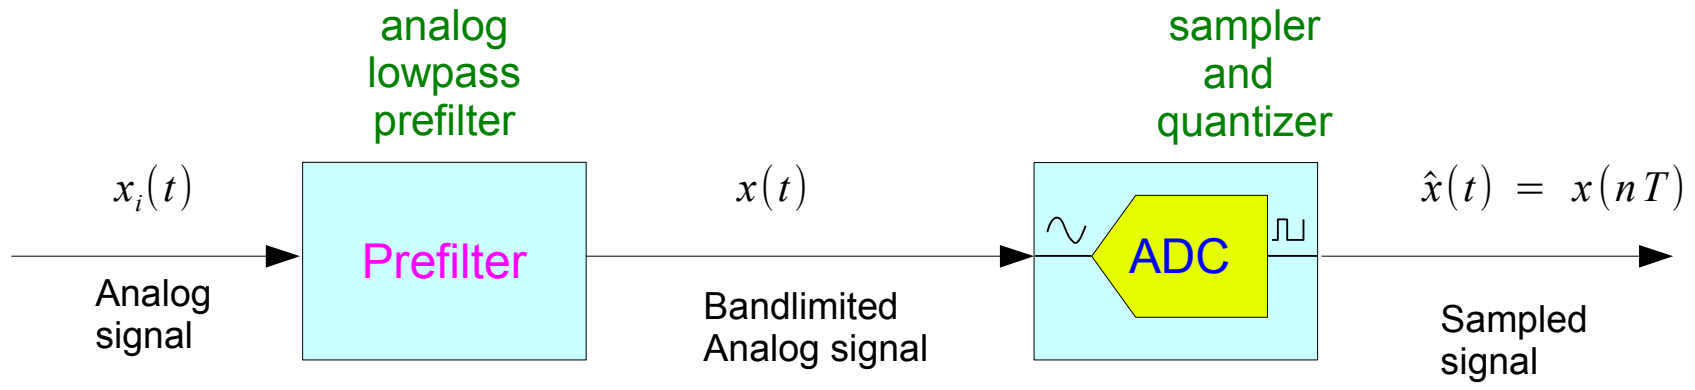 analog
lowpass
prefilter
sampler
and
quantizer
x_i(t)
x(t)
x̂(t) = x(nT)
Prefilter
ADC
Analog
signal
Bandlimited
Analog signal
Sampled
signal